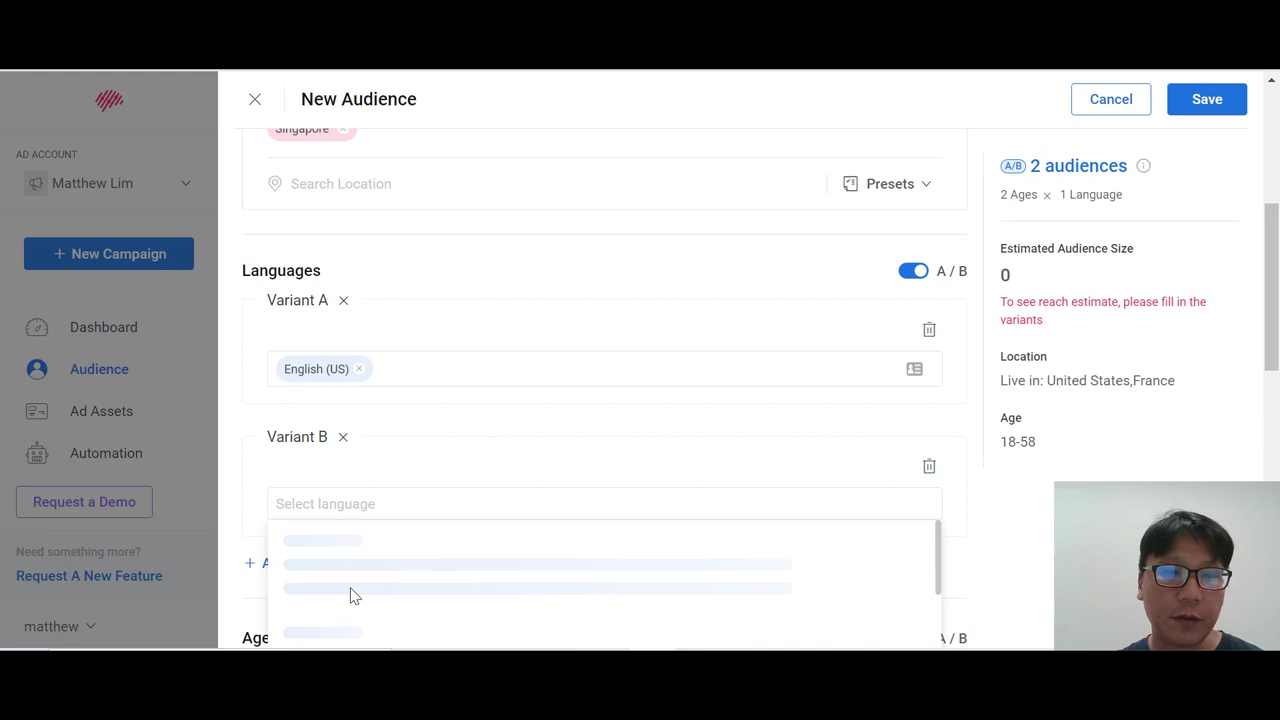 New Audience
Cancel
Save
Singapore
AD ACCOUNT
Matthew Lim
Search Location
Presets
A/B 2 audiences
2 Ages × 1 Language
+ New Campaign
Estimated Audience Size
0
To see reach estimate, please fill in the
variants
Languages
A / B
Variant A
Dashboard
Audience
English (US)
Location
Live in: United States,France
Ad Assets
Age
18-58
Variant B
Automation
Request a Demo
Select language
Need something more?
Request A New Feature
+ A
matthew
Age
A / B